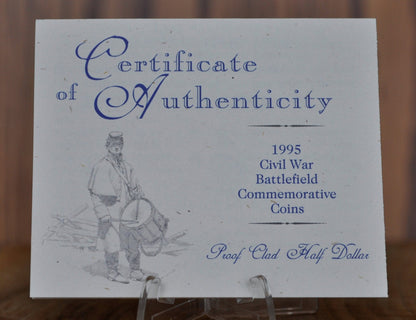 Certificate
of Authenticity
1995
Civil War
Battlefield
Commemorative
Coins
Proof Clad Half Dollar